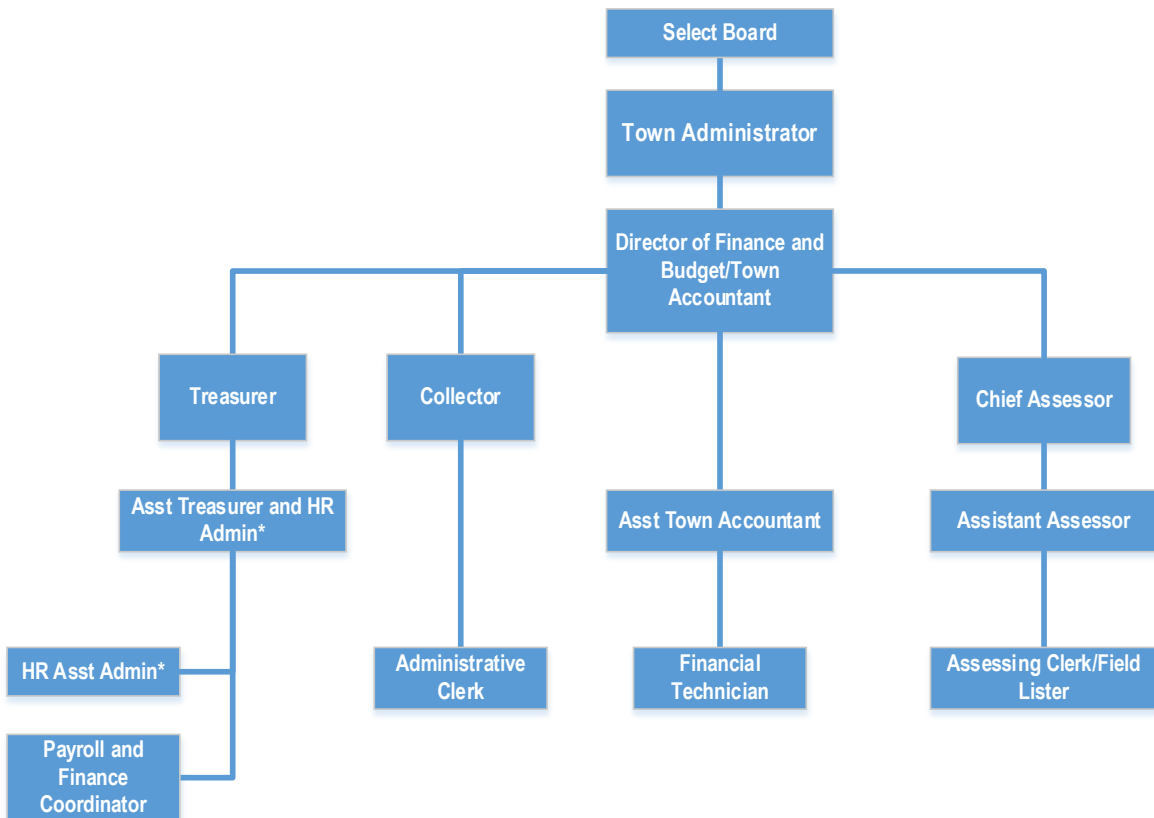 Select Board
Town Administrator
Director of Finance and
Budget/Town
Accountant
Treasurer
Collector
Chief Assessor
Asst Treasurer and HR
Admin*
Asst Town Accountant
Assistant Assessor
HR Asst Admin*
Administrative
Clerk
Financial
Technician
Assessing Clerk/Field
Lister
Payroll and
Finance
Coordinator